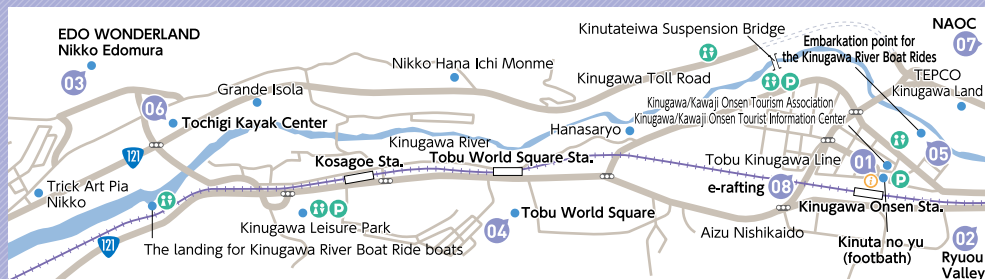 EDO WONDERLAND
Nikko Edomura
03
06
Grande Isola
Tochigi Kayak Center
121
Trick Art Pia
Nikko
121
The landing for Kinugawa River Boat Ride boats
Nikko Hana Ichi Monme
Kinugawa River
Kosagoe Sta.
Tobu World Square Sta.
Kinugawa Leisure Park
P
04
Tobu World Square
Kinutateiwa Suspension Bridge
Kinugawa Toll Road
P
Embarkation point for
the Kinugawa River Boat Rides
NAOC
07
TEPCO
Kinugawa Land
Kinugawa/Kawaji Onsen Tourism Association
Kinugawa/Kawaji Onsen Tourist Information Center
Hanasaryo
Tobu Kinugawa Line
01
05
i
P
e-rafting
08
Kinugawa Onsen Sta.
Aizu Nishikaido
Kinuta no yu
(footbath)
02
Ryuou
Valley